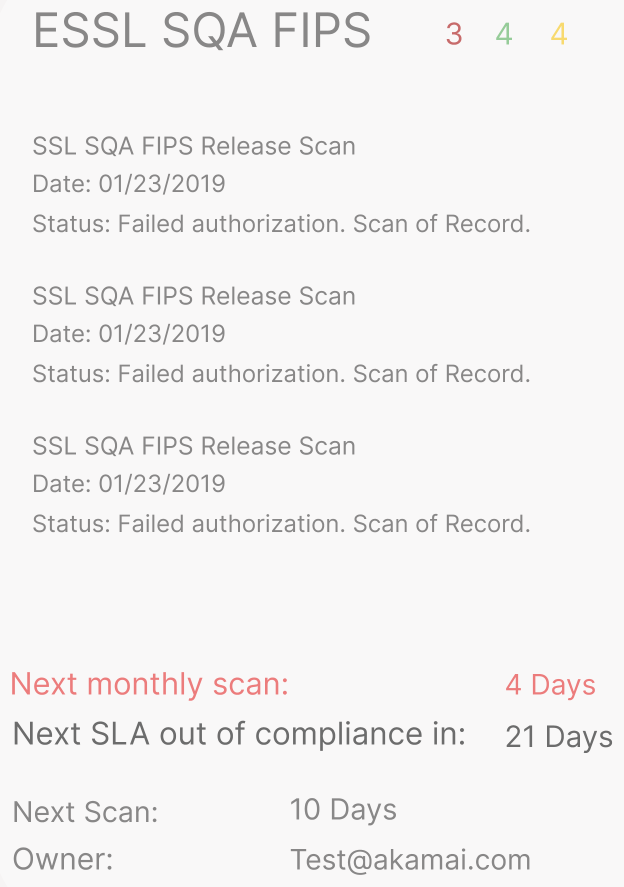 ESSL SQA FIPS 3 4 4
SSL SQA FIPS Release Scan
Date: 01/23/2019
Status: Failed authorization. Scan of Record.
SSL SQA FIPS Release Scan
Date: 01/23/2019
Status: Failed authorization. Scan of Record.
SSL SQA FIPS Release Scan
Date: 01/23/2019
Status: Failed authorization. Scan of Record.
Next monthly scan: 4 Days
Next SLA out of compliance in: 21 Days
Next Scan: 10 Days
Owner: Test@akamai.com